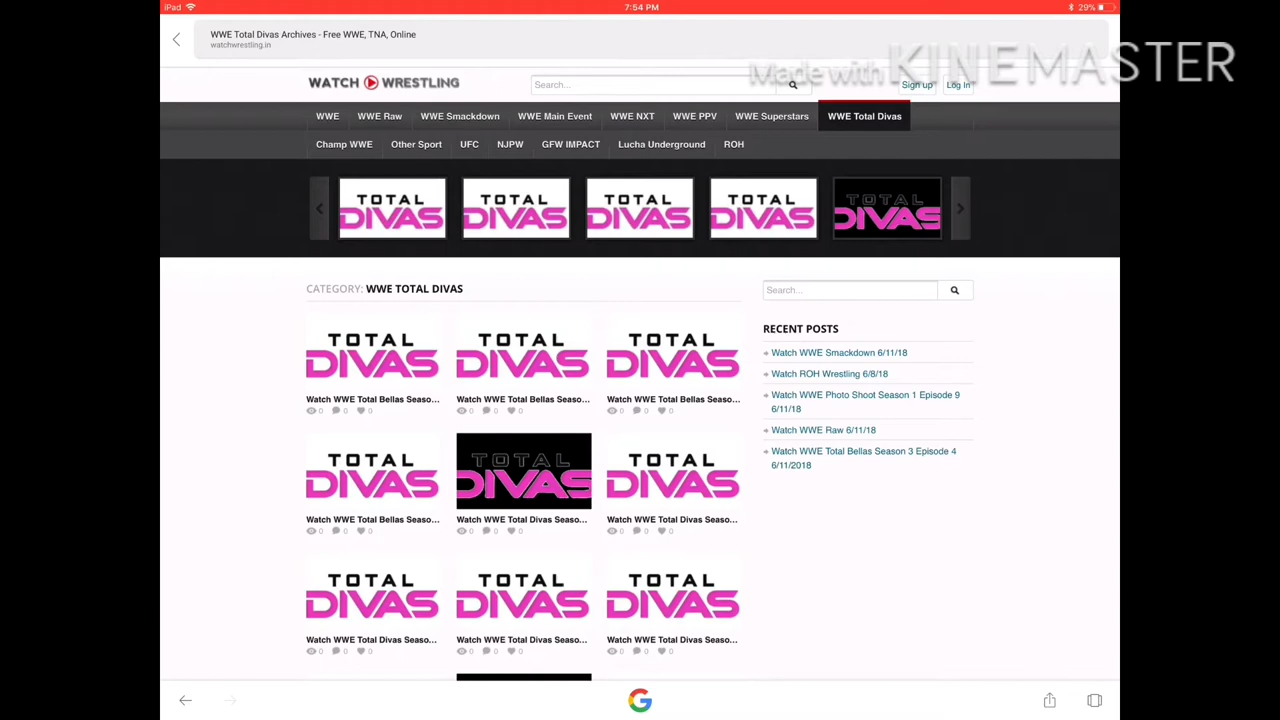 iPad 7:54 PM 29%
WWE Total Divas Archives - Free WWE, TNA, Online
watchwrestling.in
Made with KINEMASTER
WATCH WRESTLING Search... Sign up Log In
WWE WWE Raw WWE Smackdown WWE Main Event WWE NXT WWE PPV WWE Superstars WWE Total Divas
Champ WWE Other Sport UFC NJPW GFW IMPACT Lucha Underground ROH
TOTAL DIVAS TOTAL DIVAS TOTAL DIVAS TOTAL DIVAS TOTAL DIVAS
CATEGORY: WWE TOTAL DIVAS
TOTAL DIVAS TOTAL DIVAS TOTAL DIVAS
Watch WWE Total Bellas Seaso... Watch WWE Total Bellas Seaso... Watch WWE Total Bellas Seaso...
0 0 0 0 0 0 0 0 0
TOTAL DIVAS TOTAL DIVAS TOTAL DIVAS
Watch WWE Total Bellas Seaso... Watch WWE Total Divas Seaso... Watch WWE Total Divas Seaso...
0 0 0 0 0 0 0 0 0
TOTAL DIVAS TOTAL DIVAS TOTAL DIVAS
Watch WWE Total Divas Seaso... Watch WWE Total Divas Seaso... Watch WWE Total Divas Seaso...
0 0 0 0 0 0 0 0 0
Search...
RECENT POSTS
Watch WWE Smackdown 6/11/18
Watch ROH Wrestling 6/8/18
Watch WWE Photo Shoot Season 1 Episode 9
6/11/18
Watch WWE Raw 6/11/18
Watch WWE Total Bellas Season 3 Episode 4
6/11/2018
G